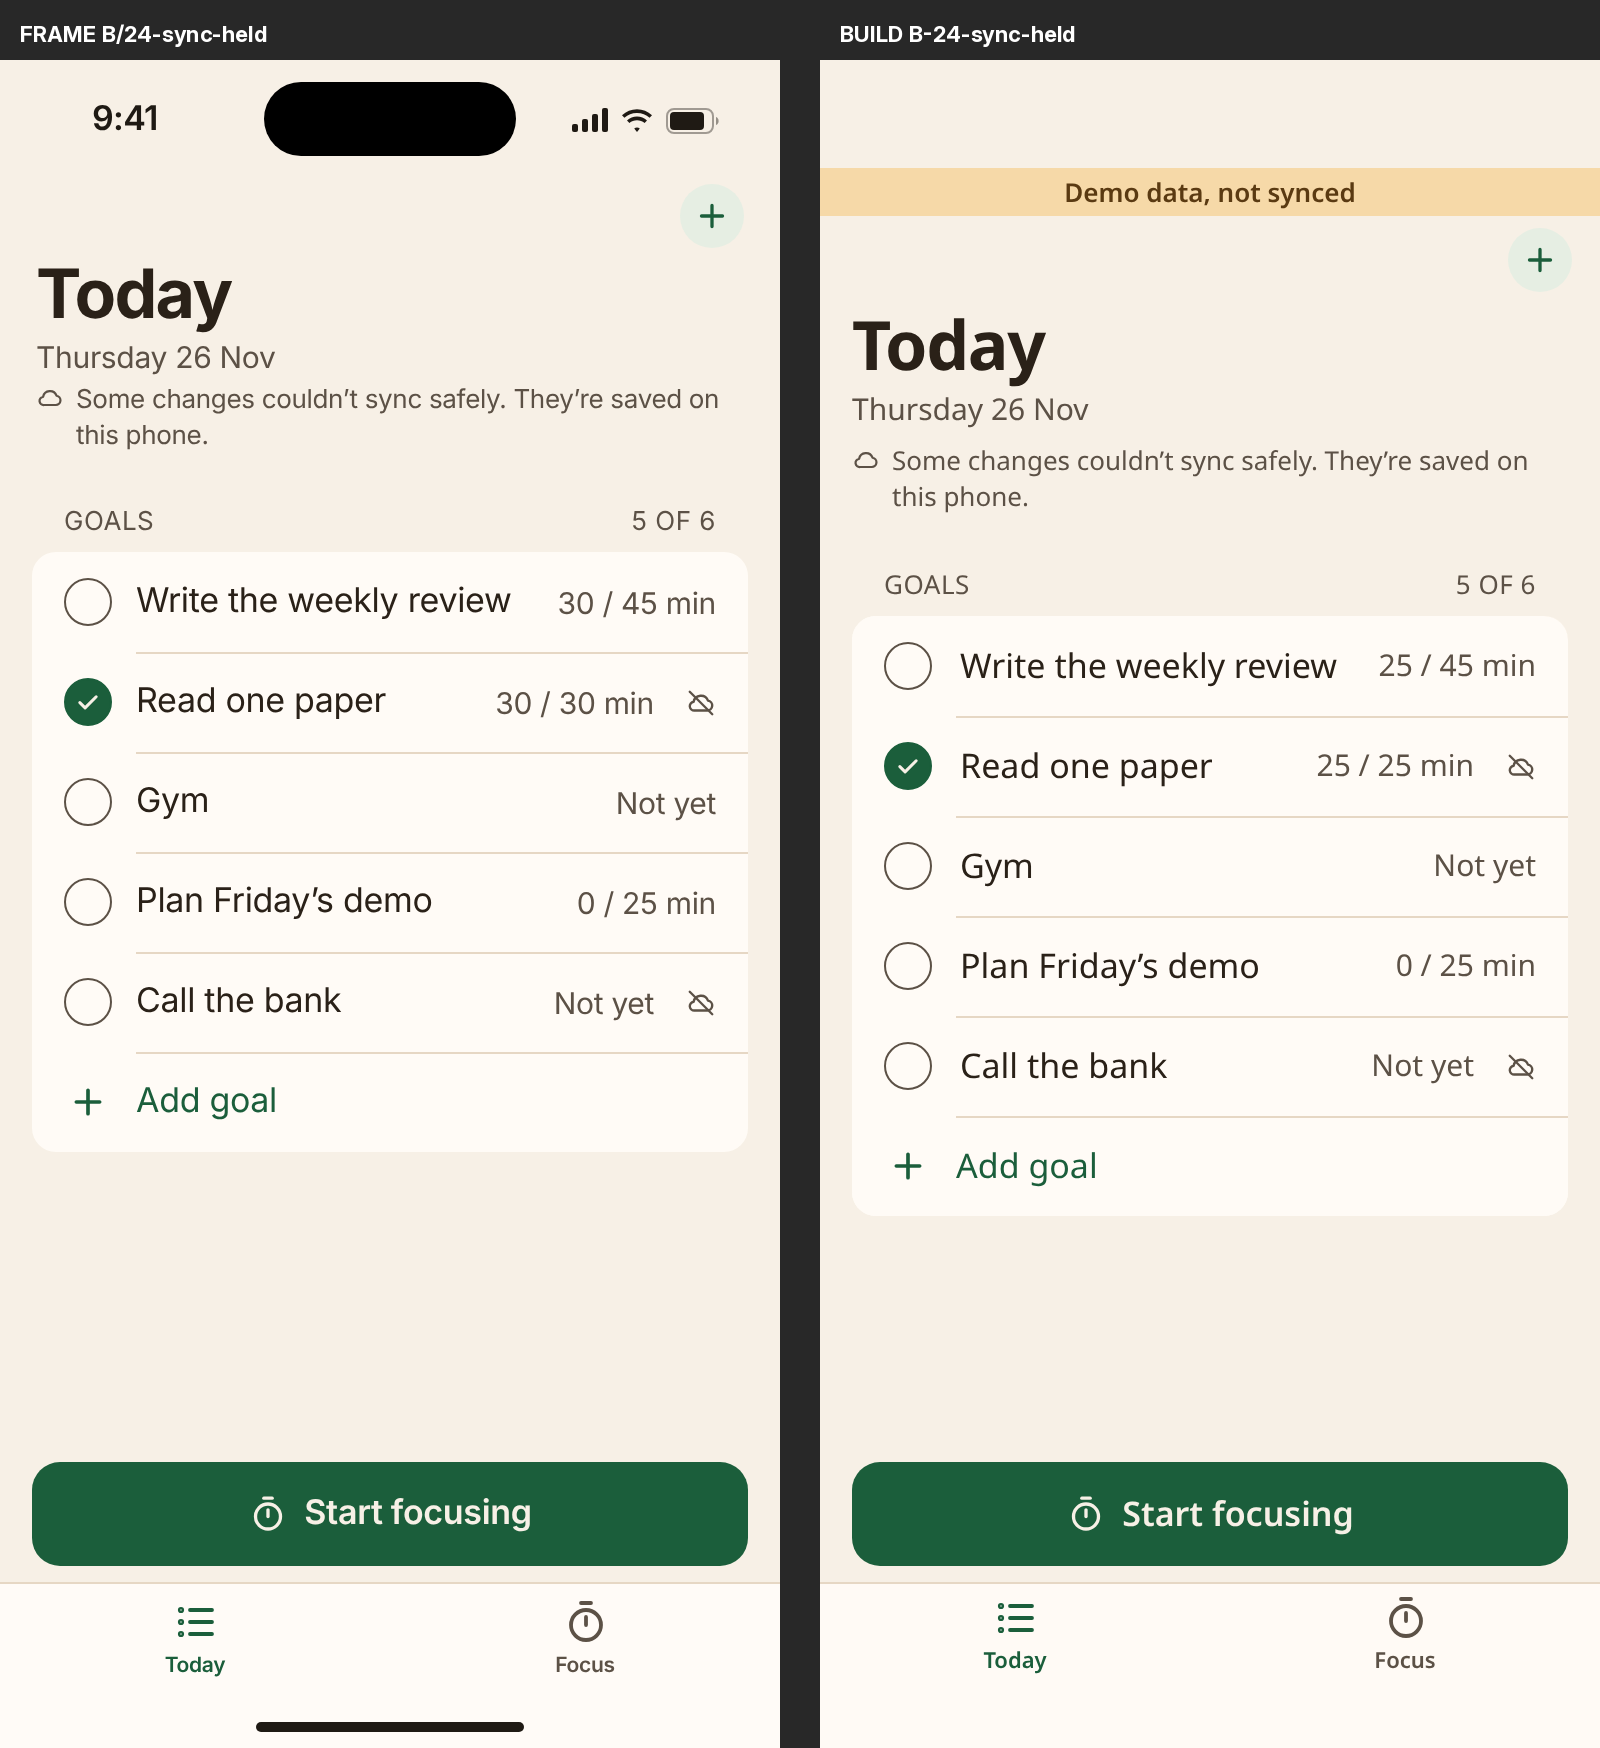 FRAME B/24-sync-held
9:41
Today
Thursday 26 Nov
Some changes couldn’t sync safely. They’re saved on
this phone.
GOALS 5 OF 6
Write the weekly review 30 / 45 min
Read one paper 30 / 30 min
Gym Not yet
Plan Friday’s demo 0 / 25 min
Call the bank Not yet
Add goal
Start focusing
Today Focus
BUILD B-24-sync-held
Demo data, not synced
Today
Thursday 26 Nov
Some changes couldn’t sync safely. They’re saved on
this phone.
GOALS 5 OF 6
Write the weekly review 25 / 45 min
Read one paper 25 / 25 min
Gym Not yet
Plan Friday’s demo 0 / 25 min
Call the bank Not yet
Add goal
Start focusing
Today Focus